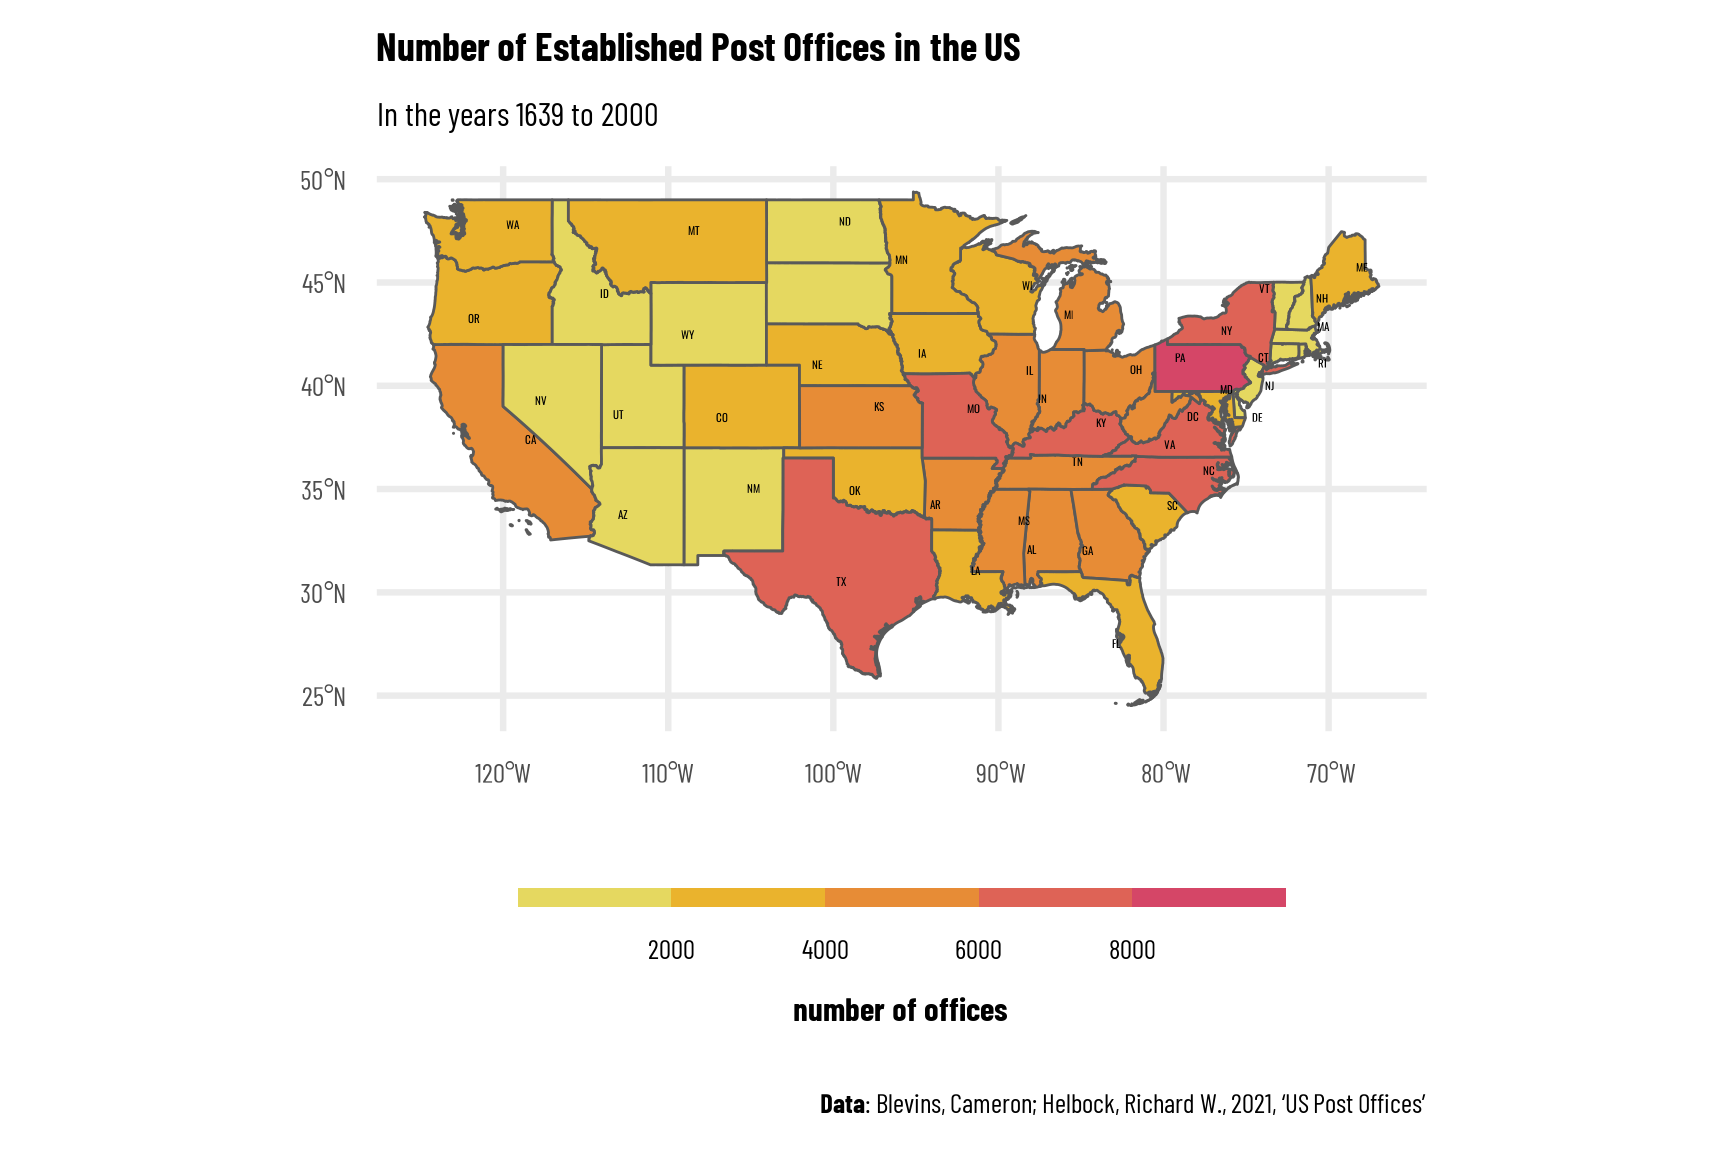 Number of Established Post Offices in the US
In the years 1639 to 2000
50°N
45°N
40°N
35°N
30°N
25°N
WA
MT
ND
MN
ID
OR
WY
WI
MI
VT
ME
NH
NY
MA
IA
NE
PA
CT
RI
IL
OH
NV
UT
CO
KS
MO
IN
MD
NJ
KY
DC
DE
CA
VA
TN
NC
NM
OK
AR
SC
AZ
MS
AL
GA
LA
TX
FL
120°W
110°W
100°W
90°W
80°W
70°W
2000
4000
6000
8000
number of offices
Data: Blevins, Cameron; Helbock, Richard W., 2021, ‘US Post Offices’